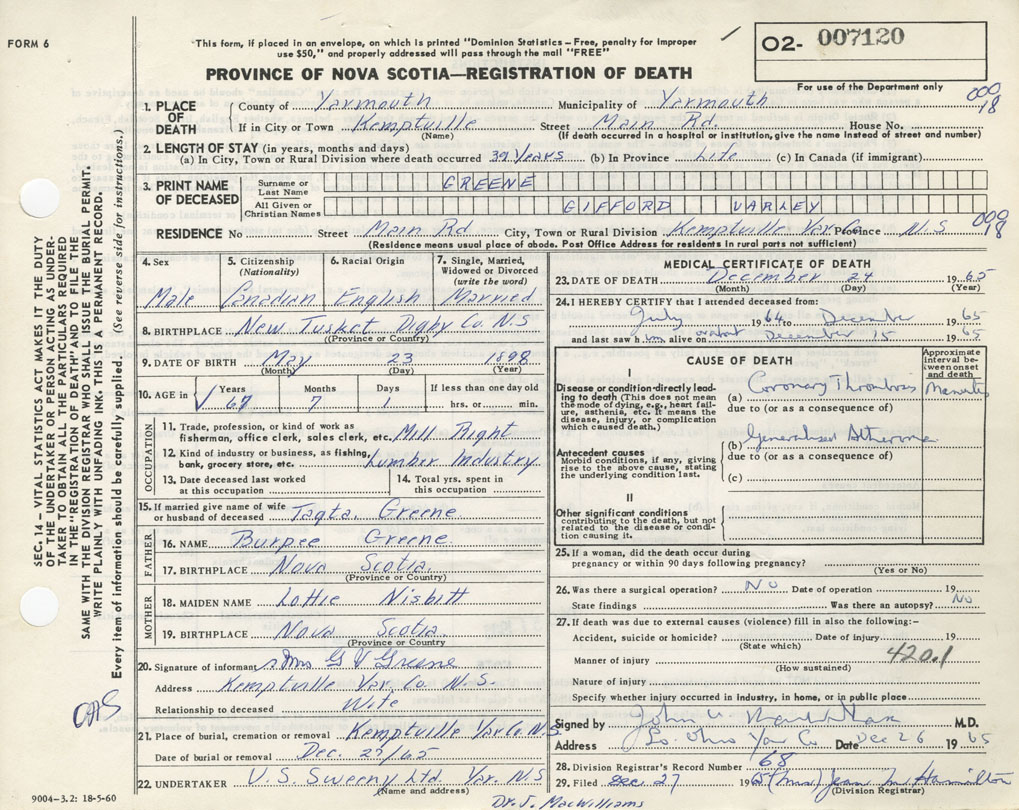 FORM 6
This form, if placed in an envelope, on which is printed "Dominion Statistics – Free, penalty for improper
use $50," and properly addressed will pass through the mail "FREE"
PROVINCE OF NOVA SCOTIA—REGISTRATION OF DEATH
O2- 007120
For use of the Department only
000
18
1. PLACE OF DEATH
County of Yarmouth Municipality of Yarmouth
If in City or Town Kemptville Street Main Rd. House No.
(Name) (If death occured in a hospital or institution, give the name instead of street and number)
2. LENGTH OF STAY (in years, months and days)
(a) In City, Town or Rural Division where death occurred 39 Years (b) In Province Life (c) In Canada (if immigrant)
3. PRINT NAME OF DECEASED
Surname or Last Name GREENE
All Given or Christian Names GIFFORD VARLEY
RESIDENCE No Street Main Rd City, Town or Rural Division Kemptville Yar. Co Province N.S
000
18
(Residence means usual place of abode. Post Office Address for residents in rural parts not sufficient)
4. Sex Male
5. Citizenship (Nationality) Canadian
6. Racial Origin English
7. Single, Married, Widowed or Divorced (write the word) Married
8. BIRTHPLACE New Tusket Digby Co. N.S
(Province or Country)
9. DATE OF BIRTH May 23 1898
(Month) (Day) (Year)
10. AGE in Years 67 Months 7 Days 1 If less than one day old hrs. or min.
OCCUPATION
11. Trade, profession, or kind of work as
fisherman, office clerk, sales clerk, etc. Mill Right
12. Kind of industry or business, as fishing,
bank, grocery store, etc. Lumber Industry
13. Date deceased last worked at this occupation
14. Total yrs. spent in this occupation
15. If married give name of wife
or husband of deceased Greene
FATHER
16. NAME Burpee Greene
17. BIRTHPLACE Nova Scotia.
(Province or Country)
MOTHER
18. MAIDEN NAME Lottie Nisbitt
19. BIRTHPLACE Nova Scotia.
(Province or Country)
20. Signature of informant Mrs G V Greene
Address Kemptville Yar. Co. N.S.
Relationship to deceased Wife
21. Place of burial, cremation or removal Kemptville Yar Co. N.S
Date of burial or removal Dec. 27/65
22. UNDERTAKER V. S. Sweeny Ltd. Yar. N.S
(Name and address)
MEDICAL CERTIFICATE OF DEATH
23. DATE OF DEATH December 24 1965
(Month) (Day) (Year)
24. I HEREBY CERTIFY that I attended deceased from:
July 1964 to December 1965
and last saw h im alive on or about December 15 1965
CAUSE OF DEATH
Approximate interval between onset and death
I
Disease or condition directly leading to death (This does not mean the mode of dying, e.g., heart failure, asthenia, etc. It means the disease, injury, or complication which caused death.)
(a) Coronary Thrombosis Minutes
due to (or as a consequence of)
(b) Generalised Atheroma
Antecedent causes
Morbid conditions, if any, giving rise to the above cause, stating the underlying condition last.
due to (or as a consequence of)
(c)
II
Other significant conditions
contributing to the death, but not related to the disease or condition causing it.
25. If a woman, did the death occur during
pregnancy or within 90 days following pregnancy?
(Yes or No)
26. Was there a surgical operation? NO Date of operation 19
State findings Was there an autopsy? NO
27. If death was due to external causes (violence) fill in also the following:–
Accident, suicide or homicide? Date of injury 19
(State which)
Manner of injury 420.1
(How sustained)
Nature of injury
Specify whether injury occurred in industry, in home, or in public place
Signed by John M.D.
Address Lo. Ohio Yar Co Date Dec 26 1965
28. Division Registrar's Record Number 68
29. Filed Dec 27 1965 (Mrs) Jean M. Hamilton
(Division Registrar)
9004-3.2: 18-5-60
Dr. J. MacWilliams
SEC. 14 – VITAL STATISTICS ACT MAKES IT THE DUTY
OF THE UNDERTAKER OR PERSON ACTING AS UNDER-
TAKER TO OBTAIN ALL THE PARTICULARS REQUIRED
IN THE "REGISTRATION OF DEATH" AND TO FILE THE
SAME WITH THE DIVISION REGISTRAR WHO SHALL ISSUE THE BURIAL PERMIT.
WRITE PLAINLY WITH UNFADING INK. THIS IS A PERMANENT RECORD.
Every item of information should be carefully supplied. (See reverse side for instructions.)